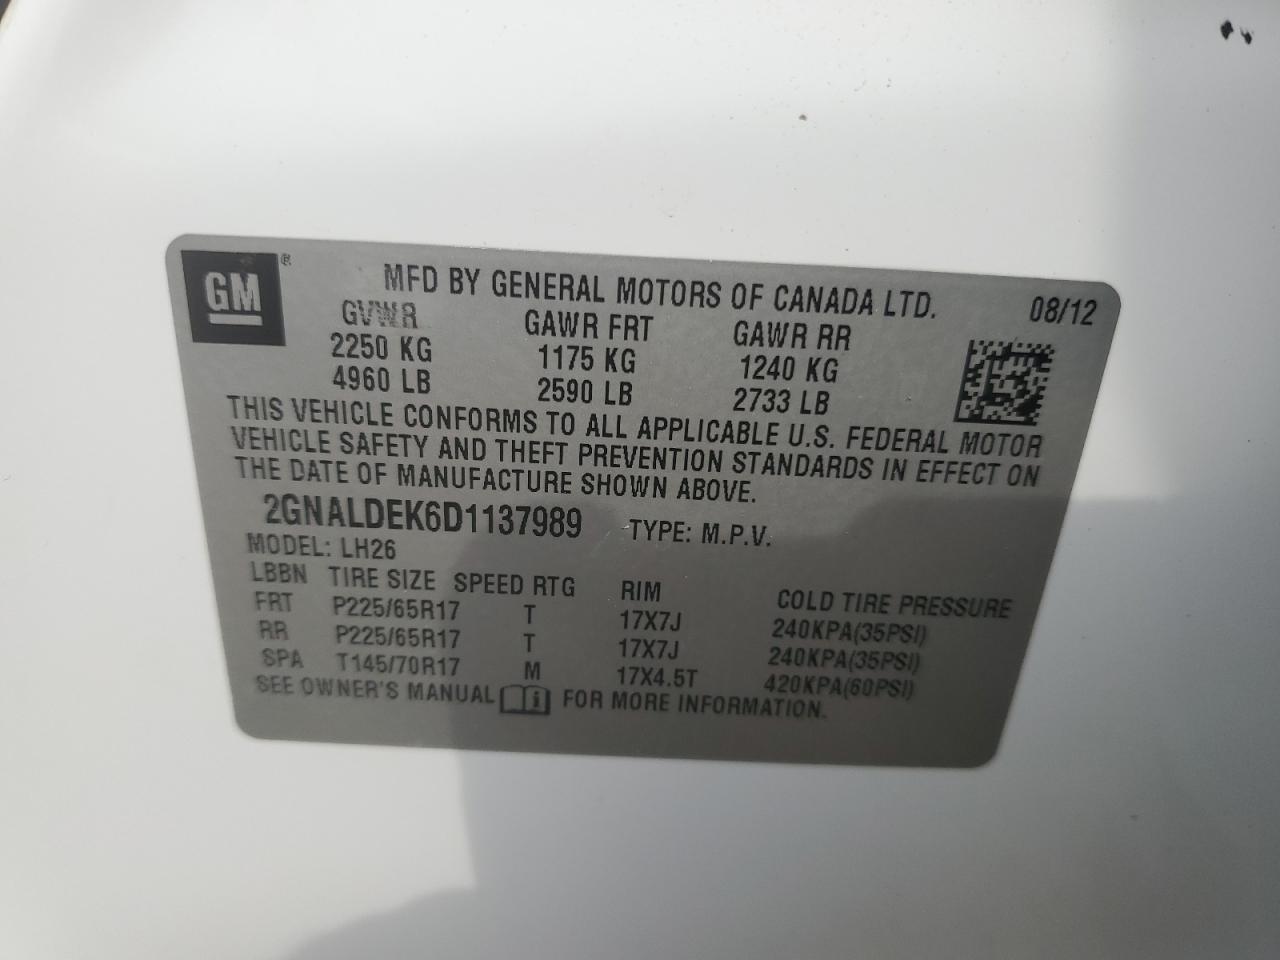 GM®
MFD BY GENERAL MOTORS OF CANADA LTD. 08/12
GVWR GAWR FRT GAWR RR
2250 KG 1175 KG 1240 KG
4960 LB 2590 LB 2733 LB
THIS VEHICLE CONFORMS TO ALL APPLICABLE U.S. FEDERAL MOTOR
VEHICLE SAFETY AND THEFT PREVENTION STANDARDS IN EFFECT ON
THE DATE OF MANUFACTURE SHOWN ABOVE.
2GNALDEK6D1137989 TYPE: M.P.V.
MODEL: LH26
LBBN TIRE SIZE SPEED RTG RIM COLD TIRE PRESSURE
FRT P225/65R17 T 17X7J 240KPA(35PSI)
RR P225/65R17 T 17X7J 240KPA(35PSI)
SPA T145/70R17 M 17X4.5T 420KPA(60PSI)
SEE OWNER'S MANUAL i FOR MORE INFORMATION.